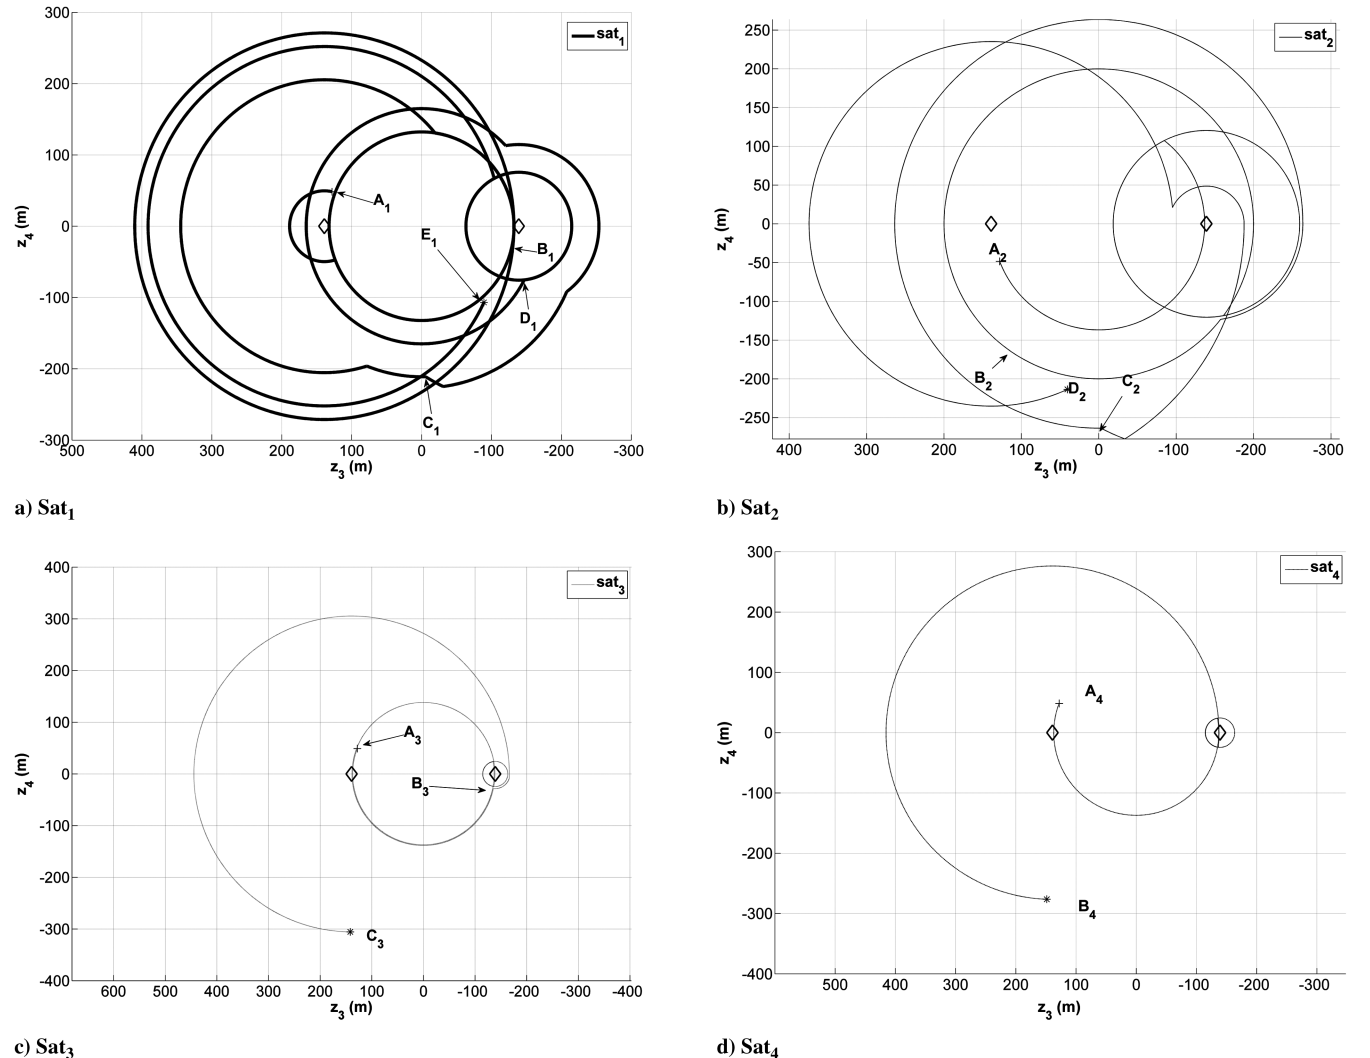 300
200
100
0
-100
-200
-300
z4 (m)
500 400 300 200 100 0 -100 -200 -300
z3 (m)
sat1
A1
E1
B1
D1
C1
a) Sat1
250
200
150
100
50
0
-50
-100
-150
-200
-250
z4 (m)
400 300 200 100 0 -100 -200 -300
z3 (m)
sat2
A2
B2
D2
C2
b) Sat2
400
300
200
100
0
-100
-200
-300
-400
z4 (m)
600 500 400 300 200 100 0 -100 -200 -300 -400
z3 (m)
sat3
A3
B3
C3
c) Sat3
300
200
100
0
-100
-200
-300
-400
z4 (m)
500 400 300 200 100 0 -100 -200 -300
z3 (m)
sat4
A4
B4
d) Sat4